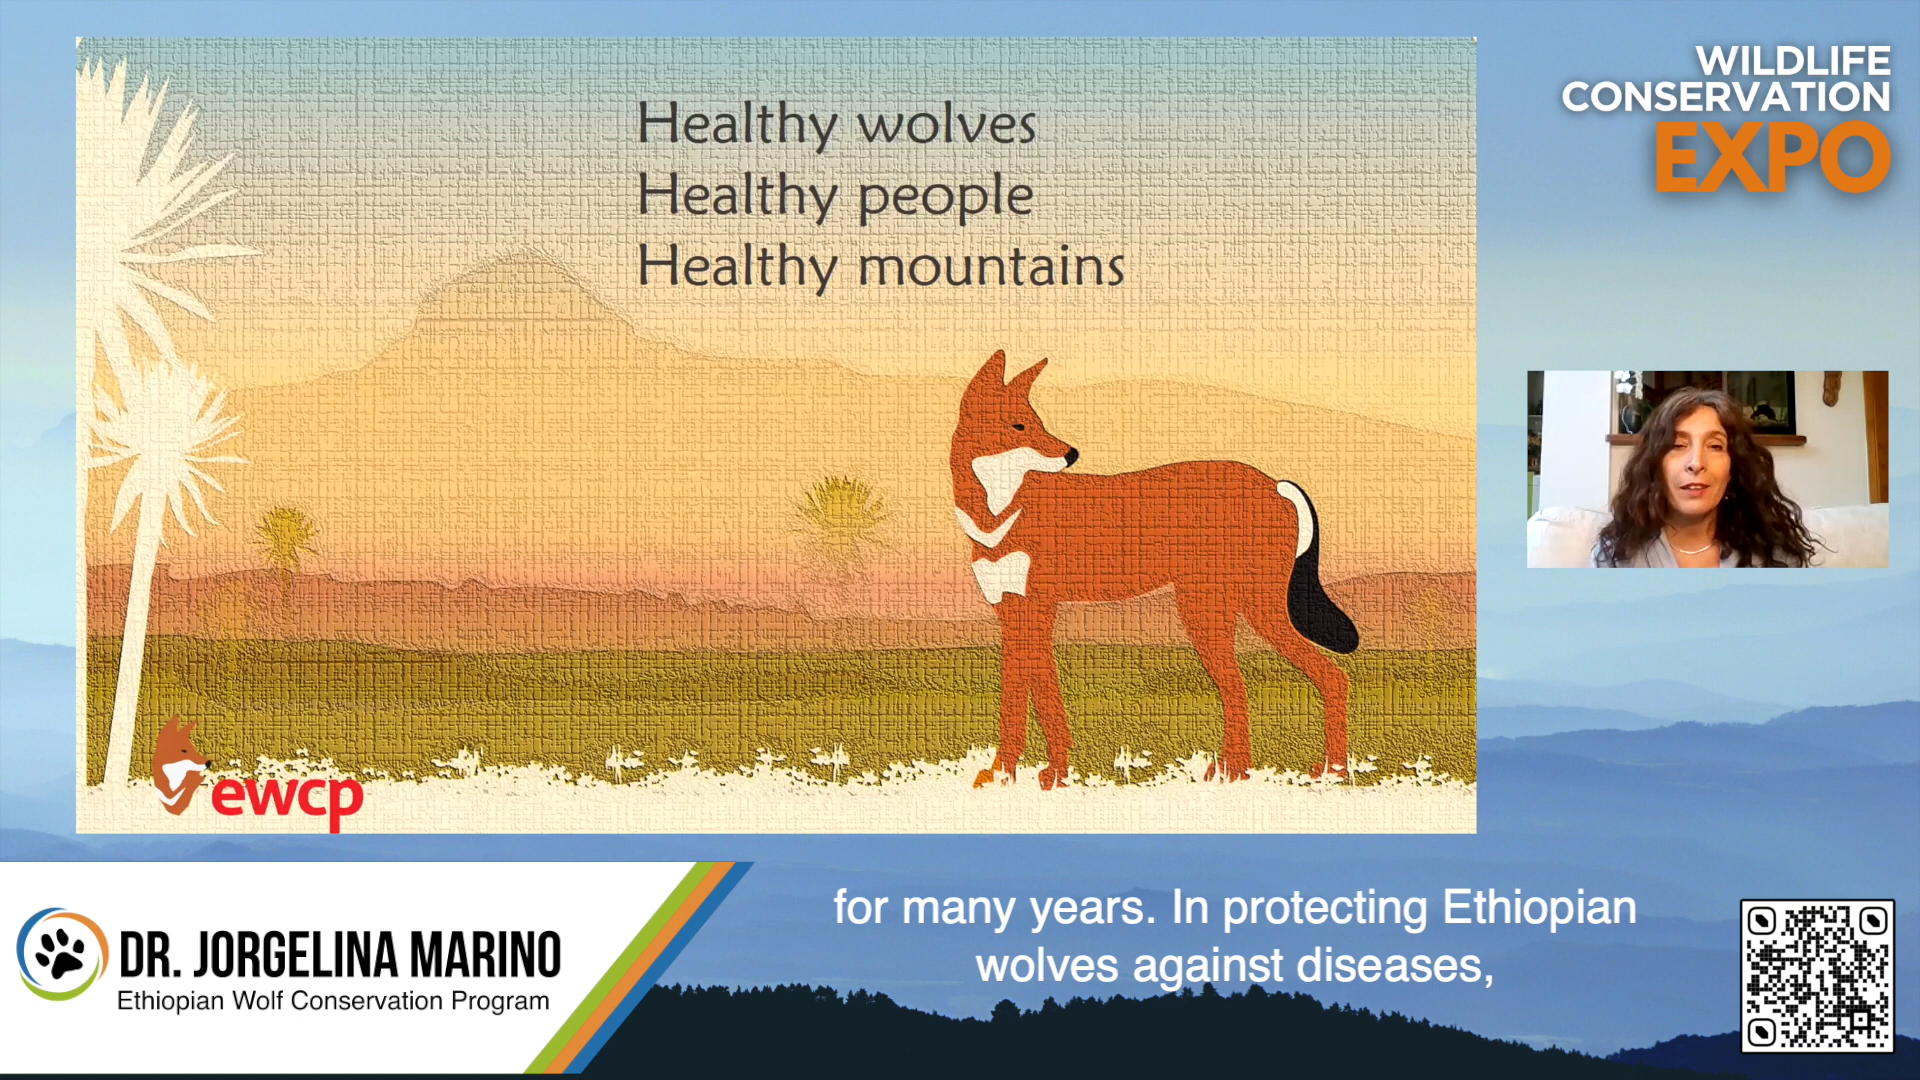 WILDLIFE
CONSERVATION
EXPO
Healthy wolves
Healthy people
Healthy mountains
ewcp
DR. JORGELINA MARINO
Ethiopian Wolf Conservation Program
for many years. In protecting Ethiopian
wolves against diseases,